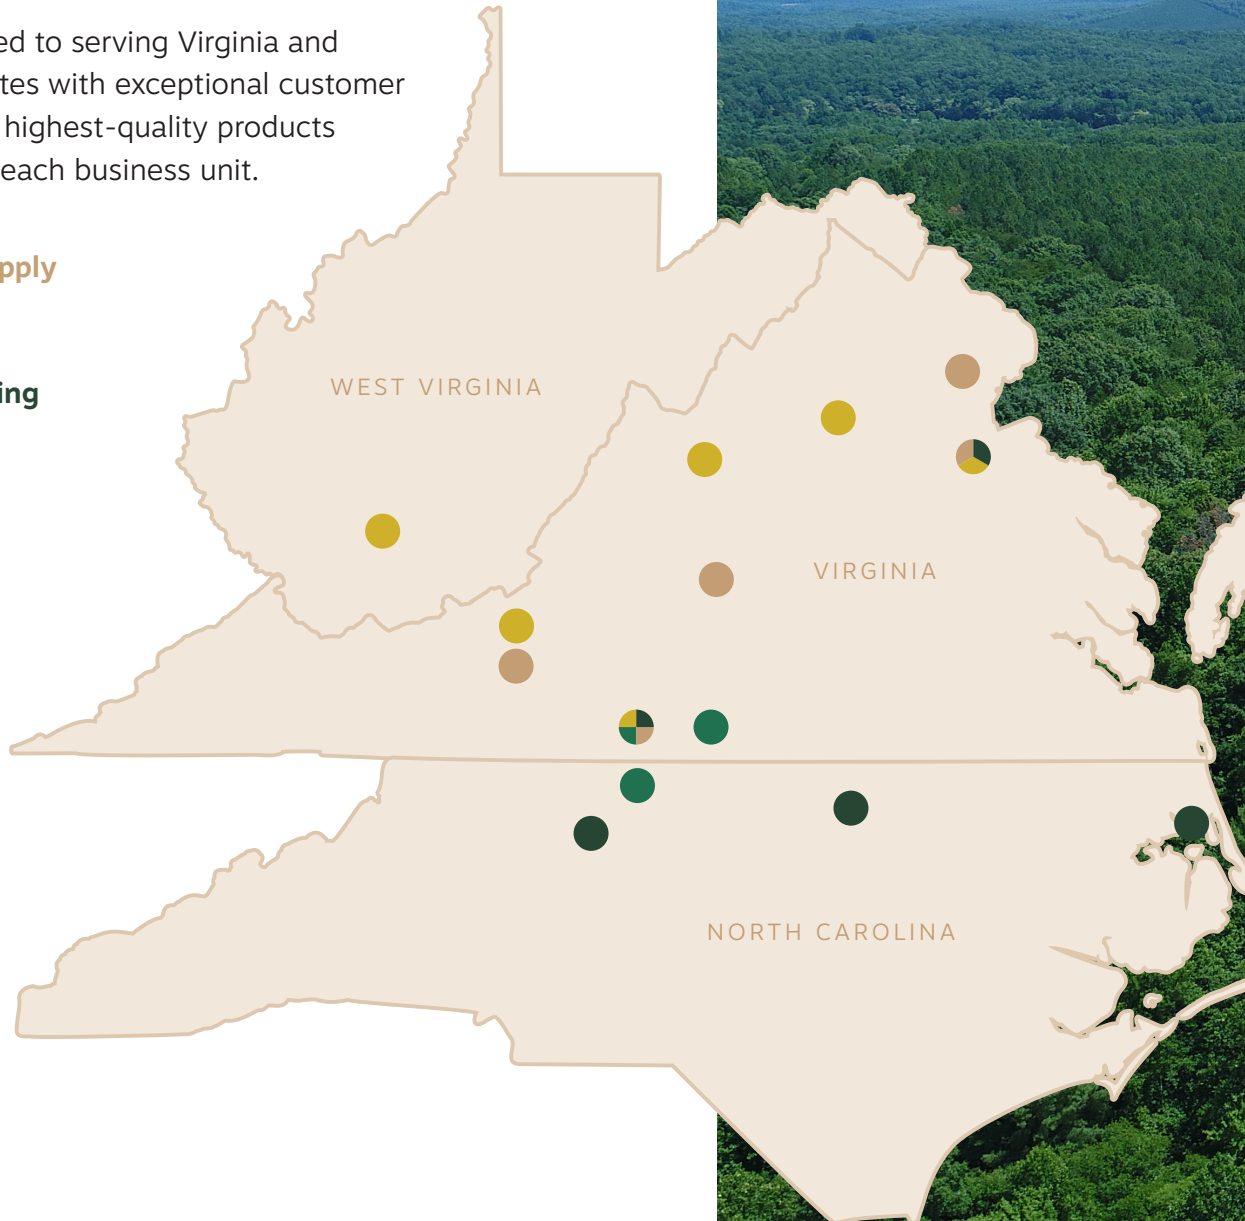 ed to serving Virginia and
tes with exceptional customer
highest-quality products
each business unit.
pply
ing
WEST VIRGINIA
VIRGINIA
NORTH CAROLINA